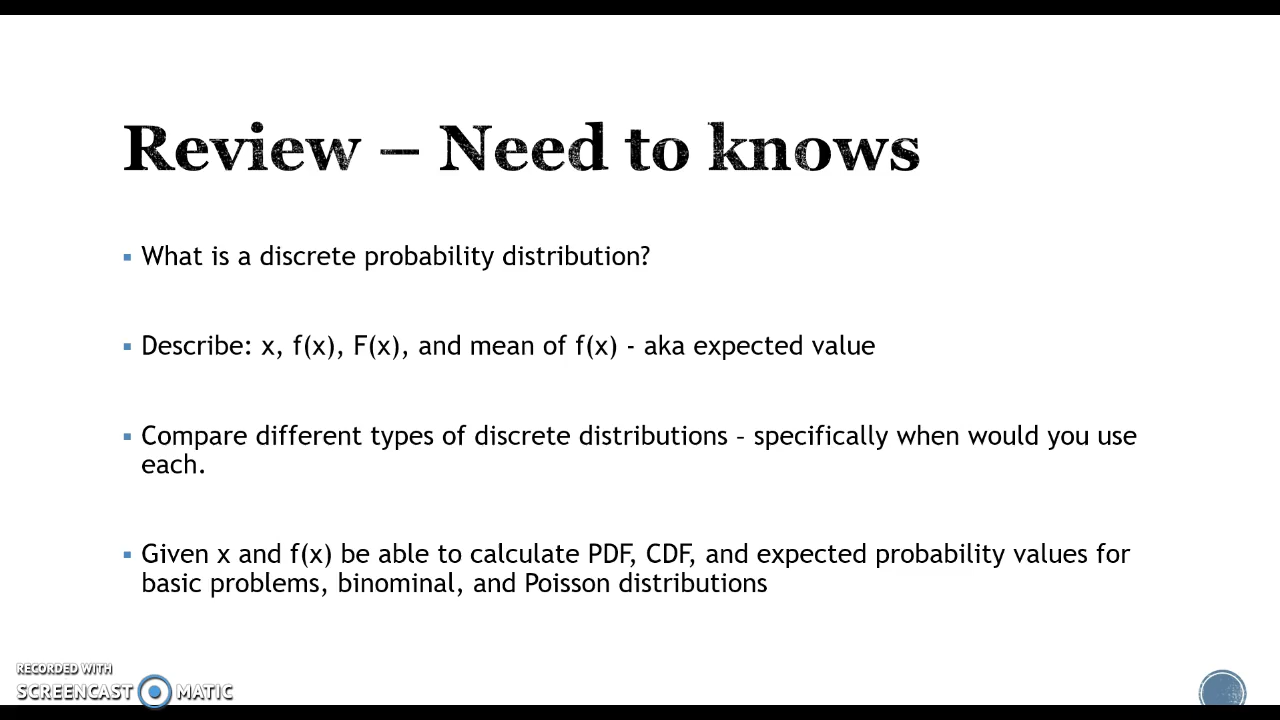 Review – Need to knows
What is a discrete probability distribution?
Describe: x, f(x), F(x), and mean of f(x) - aka expected value
Compare different types of discrete distributions – specifically when would you use
each.
Given x and f(x) be able to calculate PDF, CDF, and expected probability values for
basic problems, binominal, and Poisson distributions
RECORDED WITH
SCREENCAST MATIC